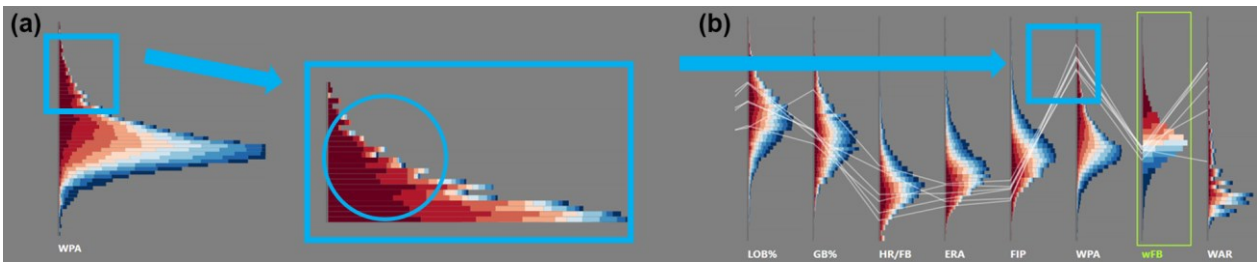 (a)
WPA
(b)
LOB% GB% HR/FB ERA FIP WPA wFB WAR